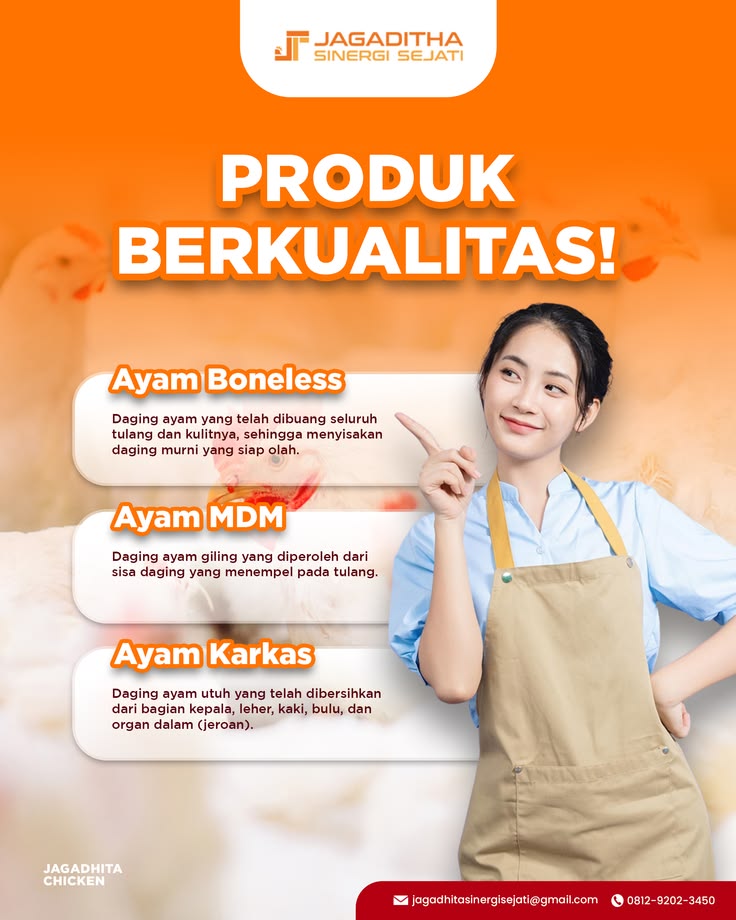 JAGADITHA
SINERGI SEJATI
PRODUK
BERKUALITAS!
Ayam Boneless
Daging ayam yang telah dibuang seluruh
tulang dan kulitnya, sehingga menyisakan
daging murni yang siap olah.
Ayam MDM
Daging ayam giling yang diperoleh dari
sisa daging yang menempel pada tulang.
Ayam Karkas
Daging ayam utuh yang telah dibersihkan
dari bagian kepala, leher, kaki, bulu, dan
organ dalam (jeroan).
JAGADHITA
CHICKEN
jagadhitasinergisejati@gmail.com 0812-9202-3450